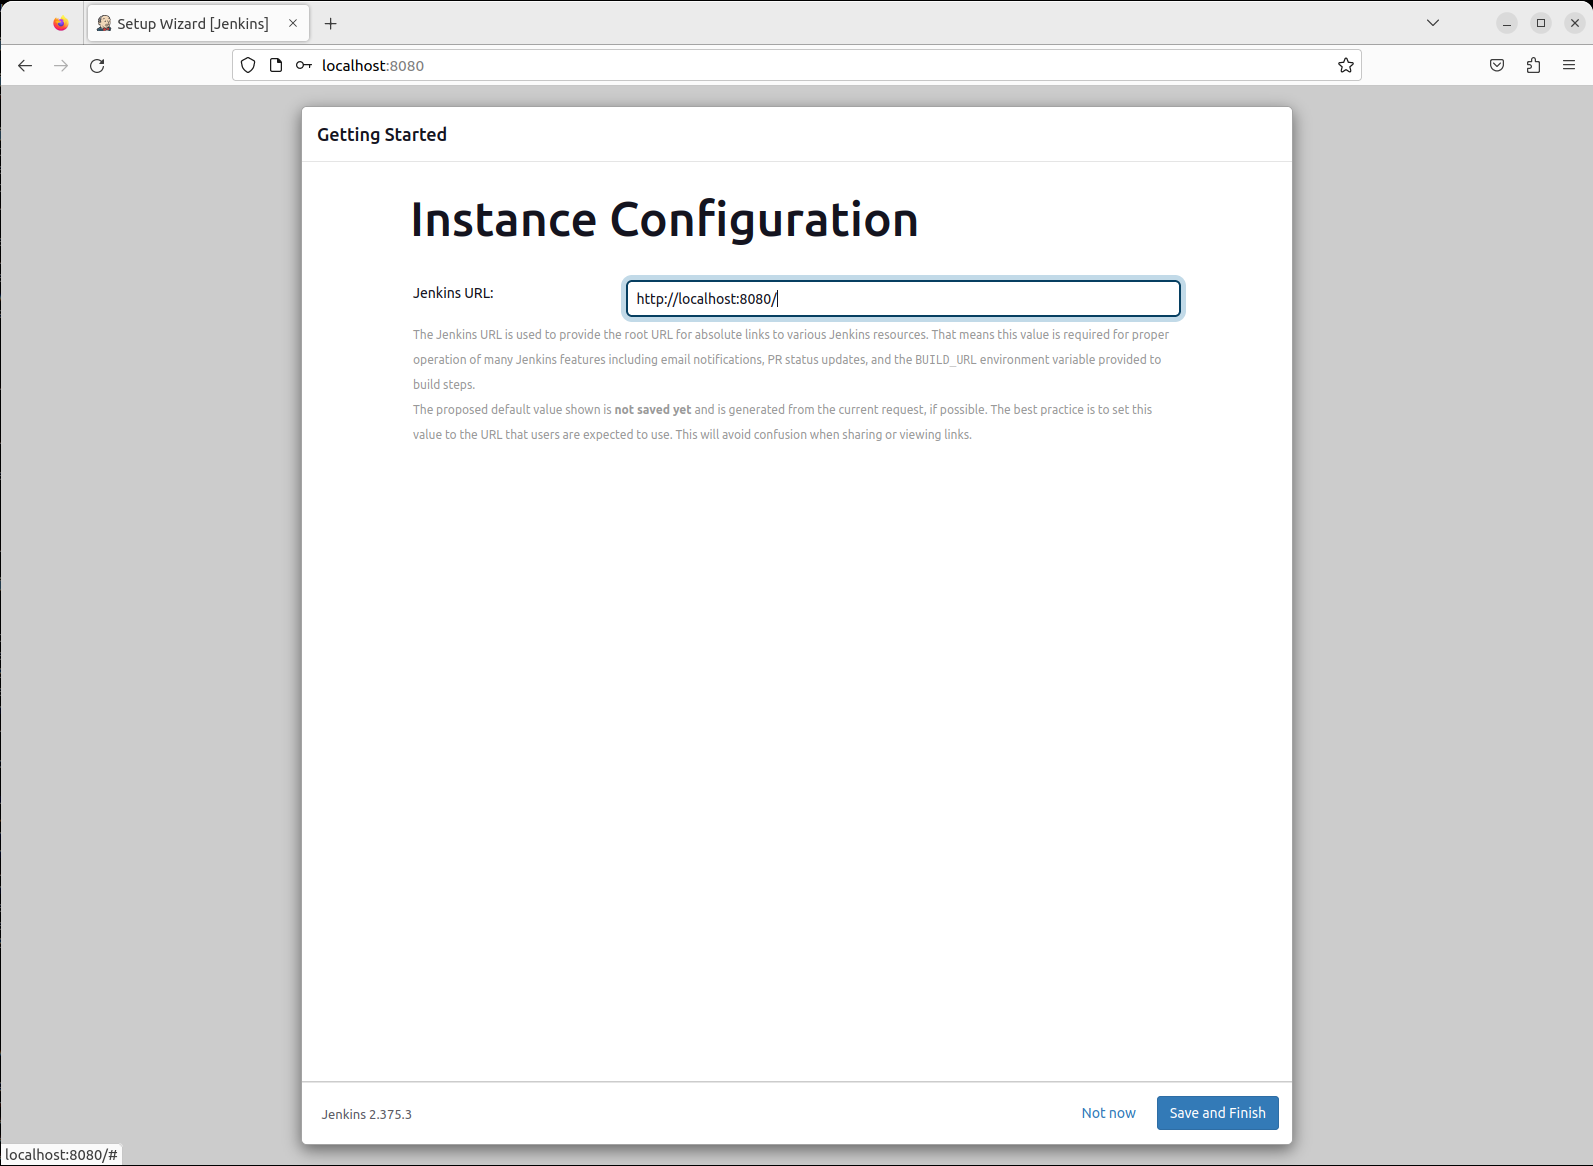 Setup Wizard [Jenkins]
localhost:8080
Getting Started
Instance Configuration
Jenkins URL:
http://localhost:8080/
The Jenkins URL is used to provide the root URL for absolute links to various Jenkins resources. That means this value is required for proper
operation of many Jenkins features including email notifications, PR status updates, and the BUILD_URL environment variable provided to
build steps.
The proposed default value shown is not saved yet and is generated from the current request, if possible. The best practice is to set this
value to the URL that users are expected to use. This will avoid confusion when sharing or viewing links.
Jenkins 2.375.3
Not now
Save and Finish
localhost:8080/#